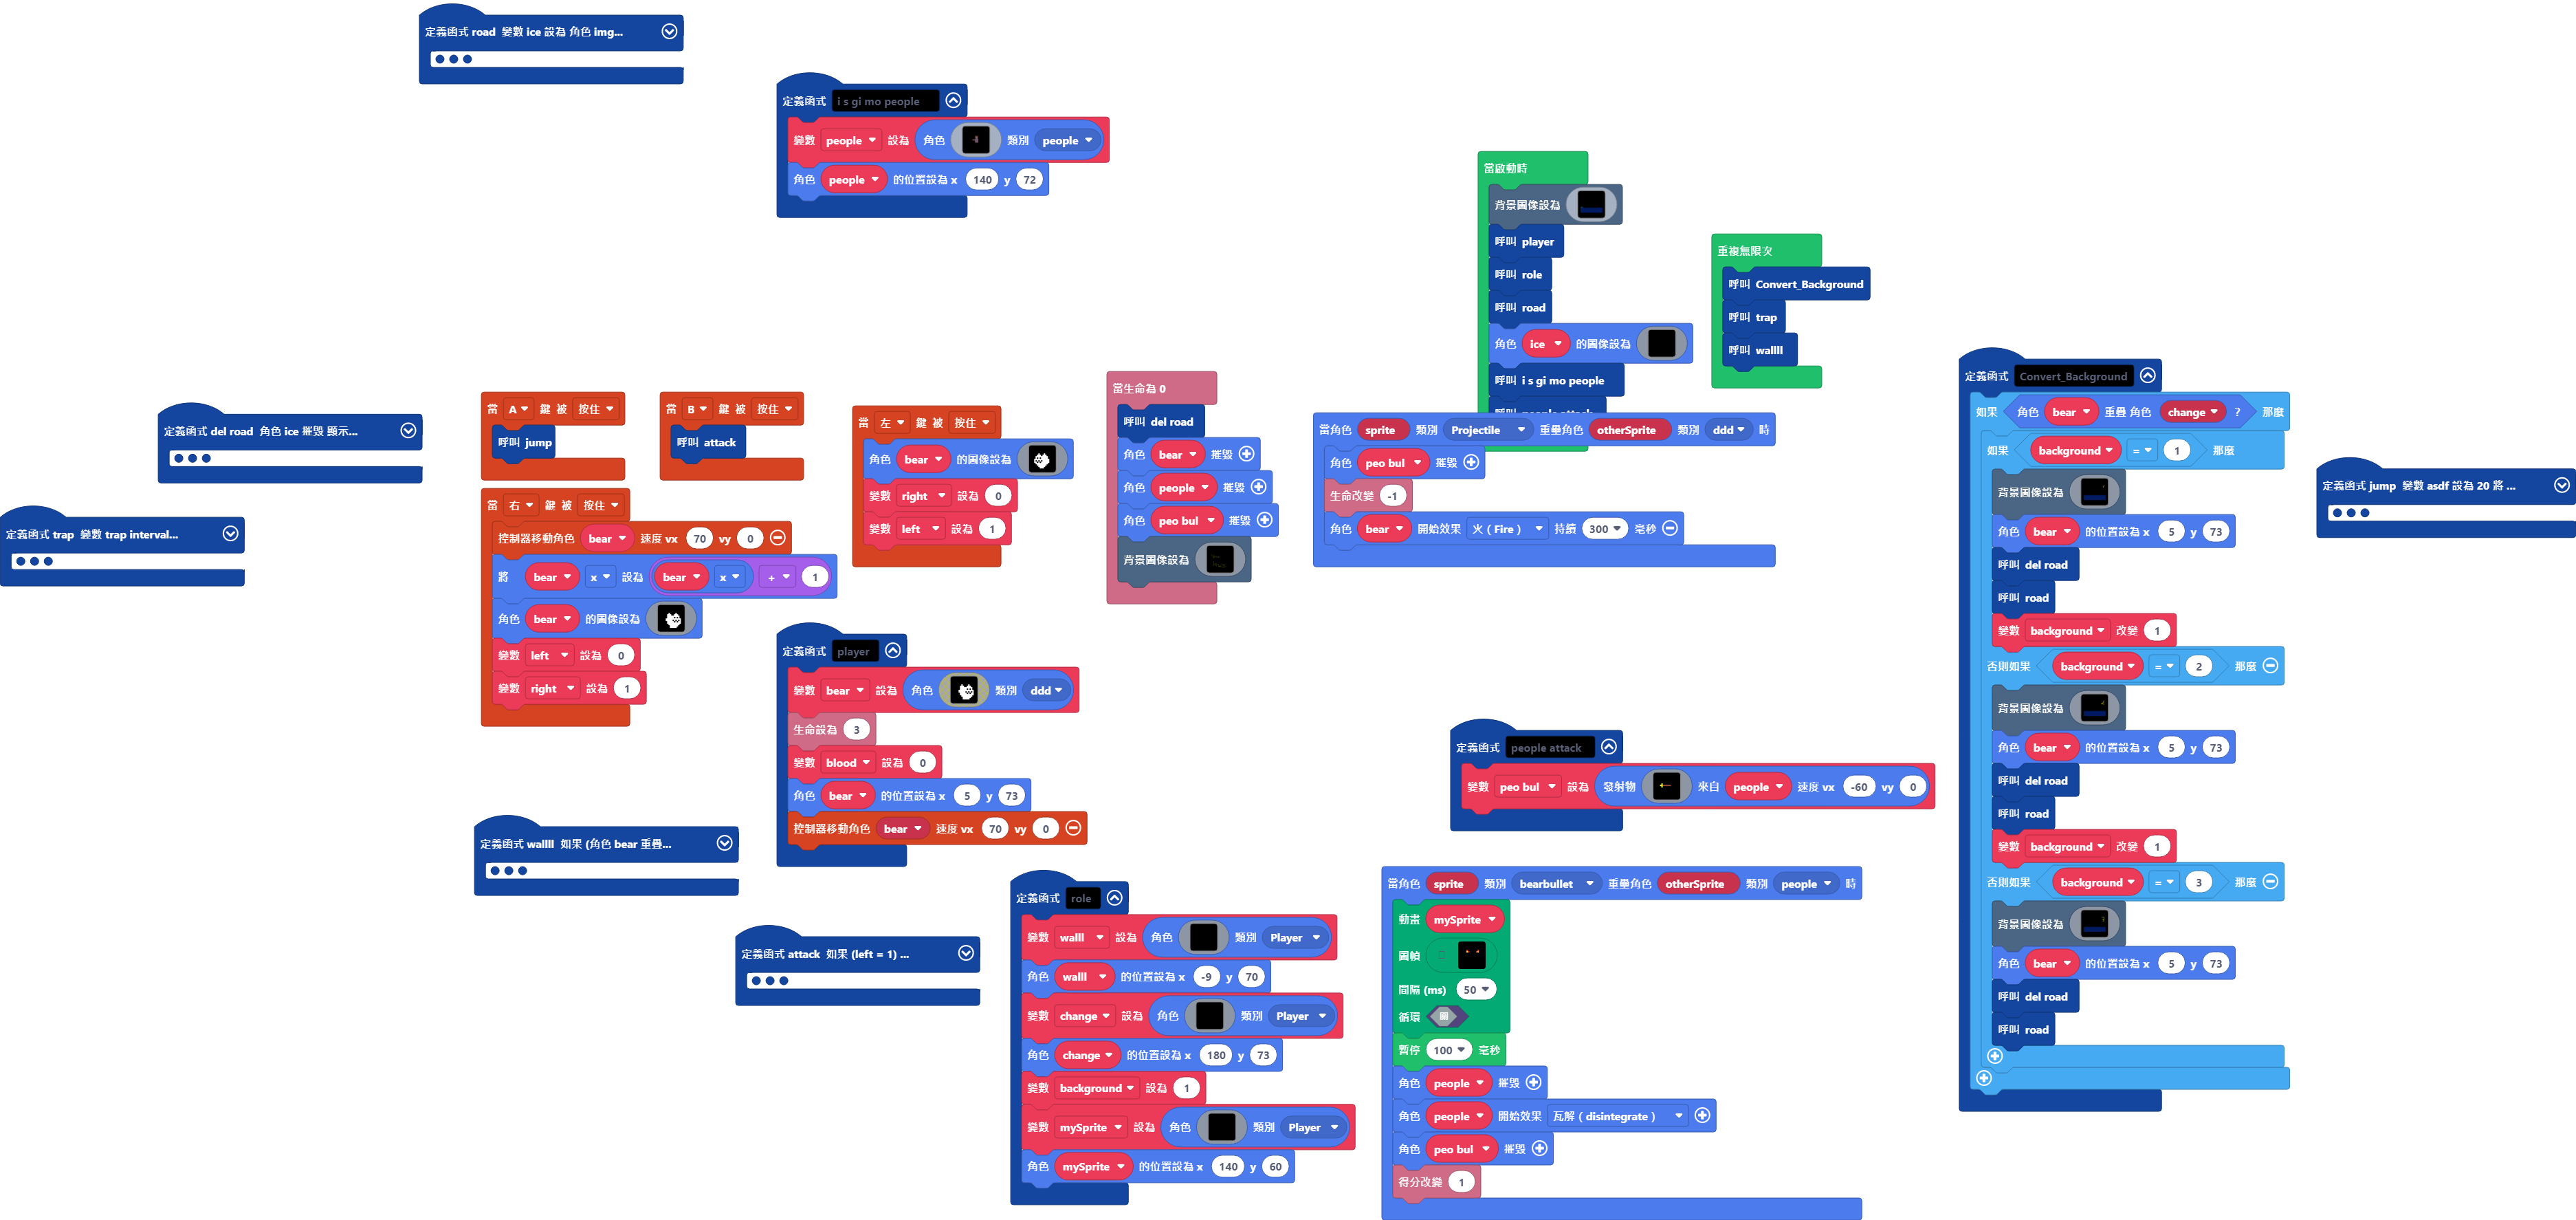 定義函式 road 變數 ice 設為 角色 img...
定義函式 i s gi mo people
變數 people 設為 角色 類別 people
角色 people 的位置設為 x 140 y 72
當啟動時
背景圖像設為
呼叫 player
呼叫 role
呼叫 road
角色 ice 的圖像設為
呼叫 i s gi mo people
呼叫 people attack
重複無限次
呼叫 Convert_Background
呼叫 trap
呼叫 wallll
定義函式 del road 角色 ice 摧毀 顯示...
定義函式 trap 變數 trap interval...
當 A 鍵 被 按住
呼叫 jump
當 B 鍵 被 按住
呼叫 attack
當 右 鍵 被 按住
控制器移動角色 bear 速度 vx 70 vy 0
將 bear x 設為 bear x + 1
角色 bear 的圖像設為
變數 left 設為 0
變數 right 設為 1
當 左 鍵 被 按住
角色 bear 的圖像設為
變數 right 設為 0
變數 left 設為 1
當生命為 0
呼叫 del road
角色 bear 摧毀
角色 people 摧毀
角色 peo bul 摧毀
背景圖像設為
當角色 sprite 類別 Projectile 重疊角色 otherSprite 類別 ddd 時
角色 peo bul 摧毀
生命改變 -1
角色 bear 開始效果 火 ( Fire ) 持續 300 毫秒
定義函式 player
變數 bear 設為 角色 類別 ddd
生命設為 3
變數 blood 設為 0
角色 bear 的位置設為 x 5 y 73
控制器移動角色 bear 速度 vx 70 vy 0
定義函式 wallll 如果 (角色 bear 重疊...
定義函式 attack 如果 (left = 1) ...
定義函式 role
變數 walll 設為 角色 類別 Player
角色 walll 的位置設為 x -9 y 70
變數 change 設為 角色 類別 Player
角色 change 的位置設為 x 180 y 73
變數 background 設為 1
變數 mySprite 設為 角色 類別 Player
角色 mySprite 的位置設為 x 140 y 60
定義函式 people attack
變數 peo bul 設為 發射物 來自 people 速度 vx -60 vy 0
當角色 sprite 類別 bearbullet 重疊角色 otherSprite 類別 people 時
動畫 mySprite
圖幀
間隔 (ms) 50
循環 關
暫停 100 毫秒
角色 people 摧毀
角色 people 開始效果 瓦解 ( disintegrate )
角色 peo bul 摧毀
得分改變 1
定義函式 Convert_Background
如果 角色 bear 重疊 角色 change ? 那麼
如果 background = 1 那麼
背景圖像設為
角色 bear 的位置設為 x 5 y 73
呼叫 del road
呼叫 road
變數 background 改變 1
否則如果 background = 2 那麼
背景圖像設為
角色 bear 的位置設為 x 5 y 73
呼叫 del road
呼叫 road
變數 background 改變 1
否則如果 background = 3 那麼
背景圖像設為
角色 bear 的位置設為 x 5 y 73
呼叫 del road
呼叫 road
定義函式 jump 變數 asdf 設為 20 將 ...